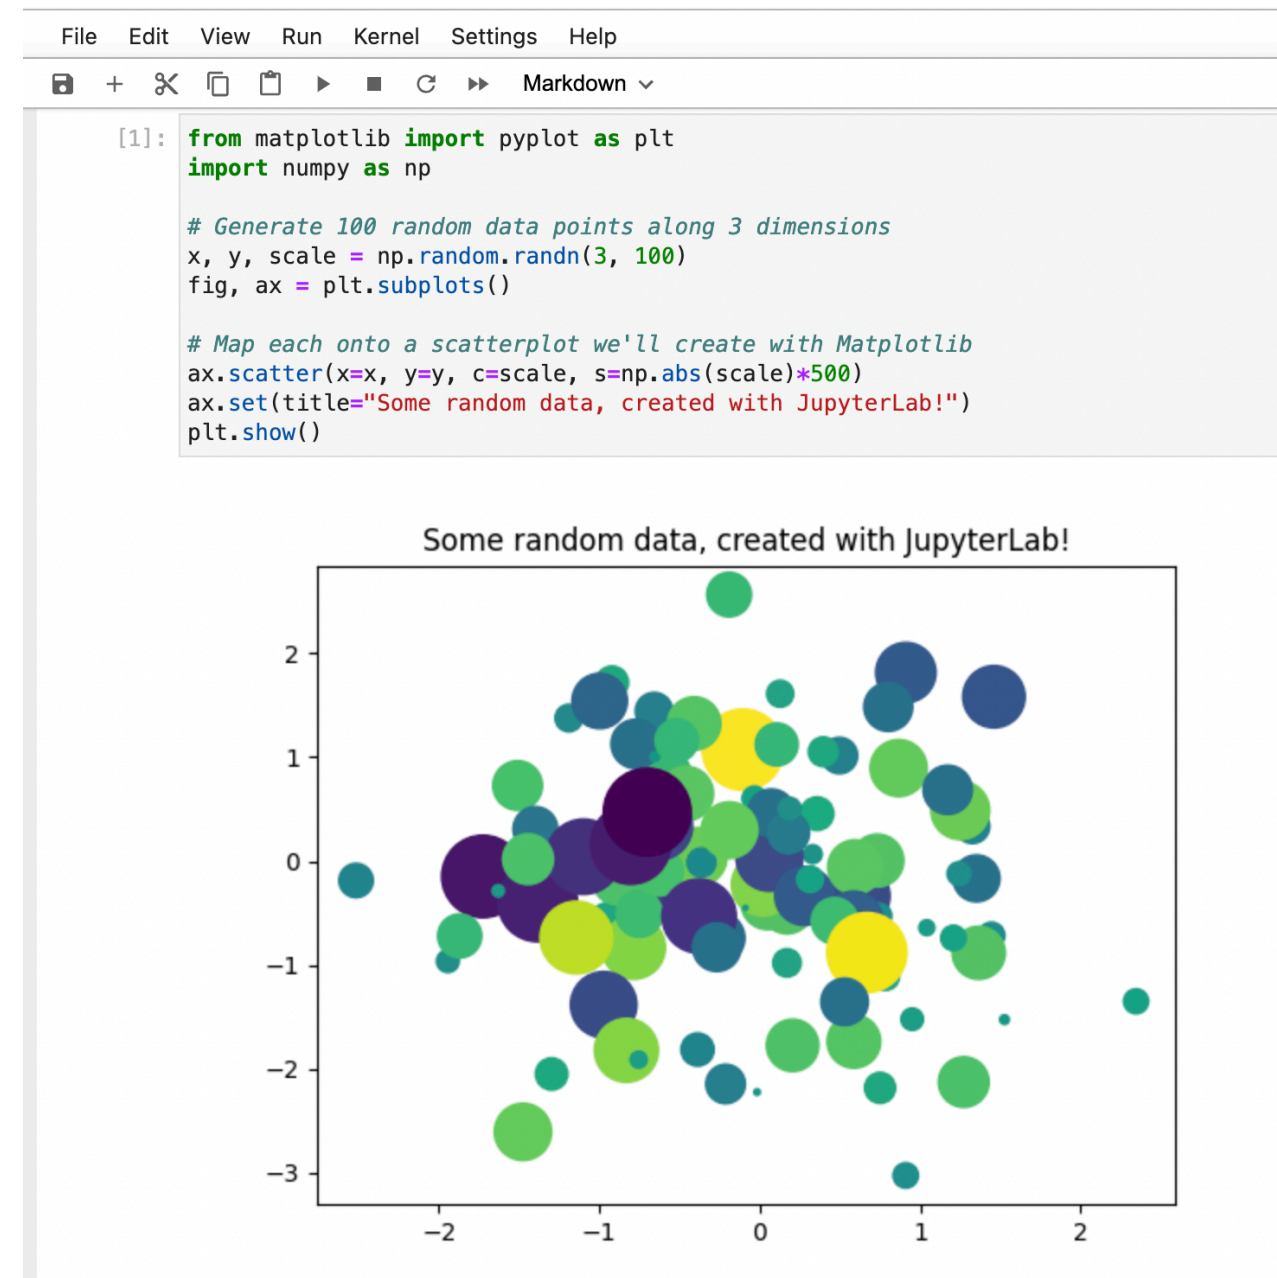 File Edit View Run Kernel Settings Help
Markdown
[1]:
from matplotlib import pyplot as plt
import numpy as np
# Generate 100 random data points along 3 dimensions
x, y, scale = np.random.randn(3, 100)
fig, ax = plt.subplots()
# Map each onto a scatterplot we'll create with Matplotlib
ax.scatter(x=x, y=y, c=scale, s=np.abs(scale)*500)
ax.set(title="Some random data, created with JupyterLab!")
plt.show()
Some random data, created with JupyterLab!
2
1
0
−1
−2
−3
−2 −1 0 1 2